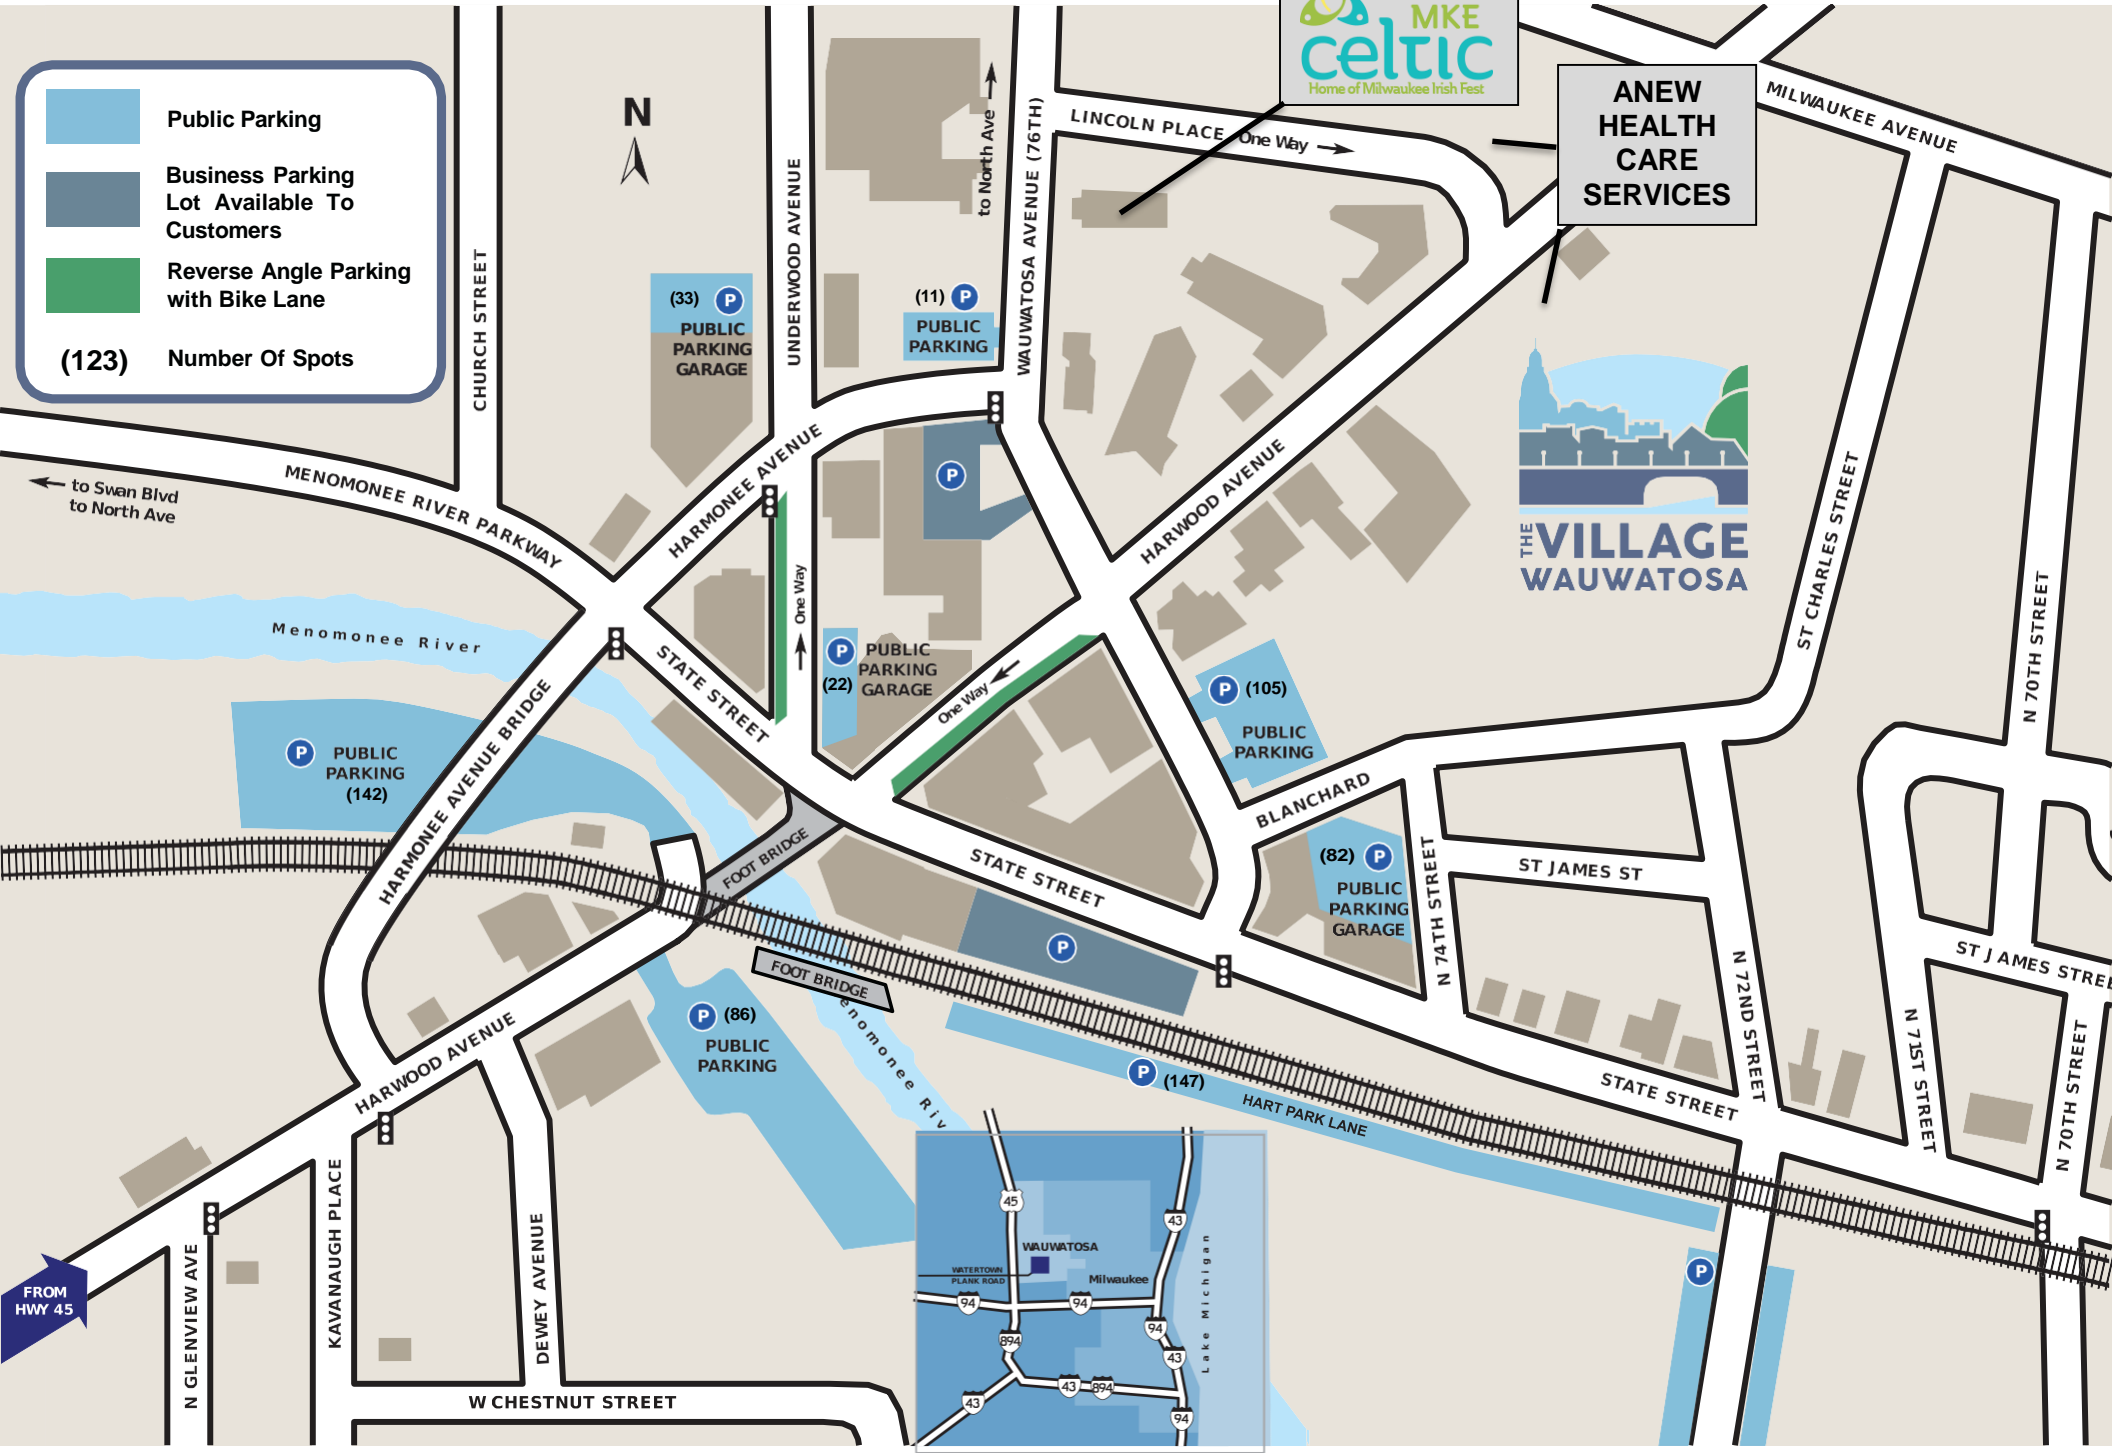 MKE
celtic
Home of Milwaukee Irish Fest
ANEW
HEALTH
CARE
SERVICES
Public Parking
Business Parking
Lot Available To
Customers
Reverse Angle Parking
with Bike Lane
(123) Number Of Spots
N
to North Ave
LINCOLN PLACE One Way
MILWAUKEE AVENUE
CHURCH STREET
UNDERWOOD AVENUE
WAUWATOSA AVENUE (76TH)
(33) P
PUBLIC
PARKING
GARAGE
(11) P
PUBLIC
PARKING
MENOMONEE RIVER PARKWAY
to Swan Blvd
to North Ave
HARMONEE AVENUE
P
HARWOOD AVENUE
THE
VILLAGE
WAUWATOSA
ST CHARLES STREET
N 70TH STREET
Menomonee River
One Way
STATE STREET
P
(22)
PUBLIC
PARKING
GARAGE
One Way
P (105)
PUBLIC
PARKING
HARMONEE AVENUE BRIDGE
P
PUBLIC
PARKING
(142)
BLANCHARD
FOOT BRIDGE
STATE STREET
(82) P
PUBLIC
PARKING
GARAGE
N 74TH STREET
ST JAMES ST
ST JAMES STREE
P
FOOT BRIDGE
N 72ND STREET
N 71ST STREET
N 70TH STREET
HARWOOD AVENUE
P (86)
PUBLIC
PARKING
enomonee Riv
P (147)
HART PARK LANE
STATE STREET
KAVANAUGH PLACE
DEWEY AVENUE
N GLENVIEW AVE
FROM
HWY 45
W CHESTNUT STREET
P
45
43
WAUWATOSA
WATERTOWN
PLANK ROAD
Milwaukee
Lake Michigan
94
94
894
94
43
43
894
43
94